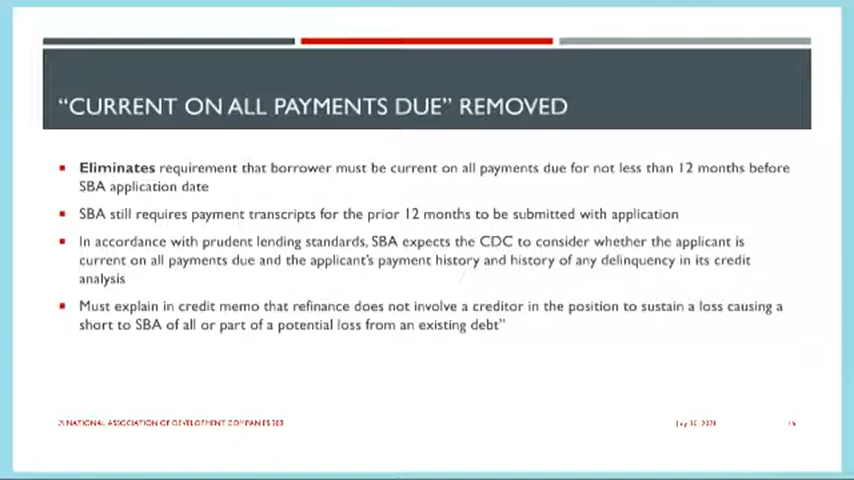 “CURRENT ON ALL PAYMENTS DUE” REMOVED
Eliminates requirement that borrower must be current on all payments due for not less than 12 months before
SBA application date
SBA still requires payment transcripts for the prior 12 months to be submitted with application
In accordance with prudent lending standards, SBA expects the CDC to consider whether the applicant is
current on all payments due and the applicant’s payment history and history of any delinquency in its credit
analysis
Must explain in credit memo that refinance does not involve a creditor in the position to sustain a loss causing a
short to SBA of all or part of a potential loss from an existing debt”
NATIONAL ASSOCIATION OF DEVELOPMENT COMPANIES